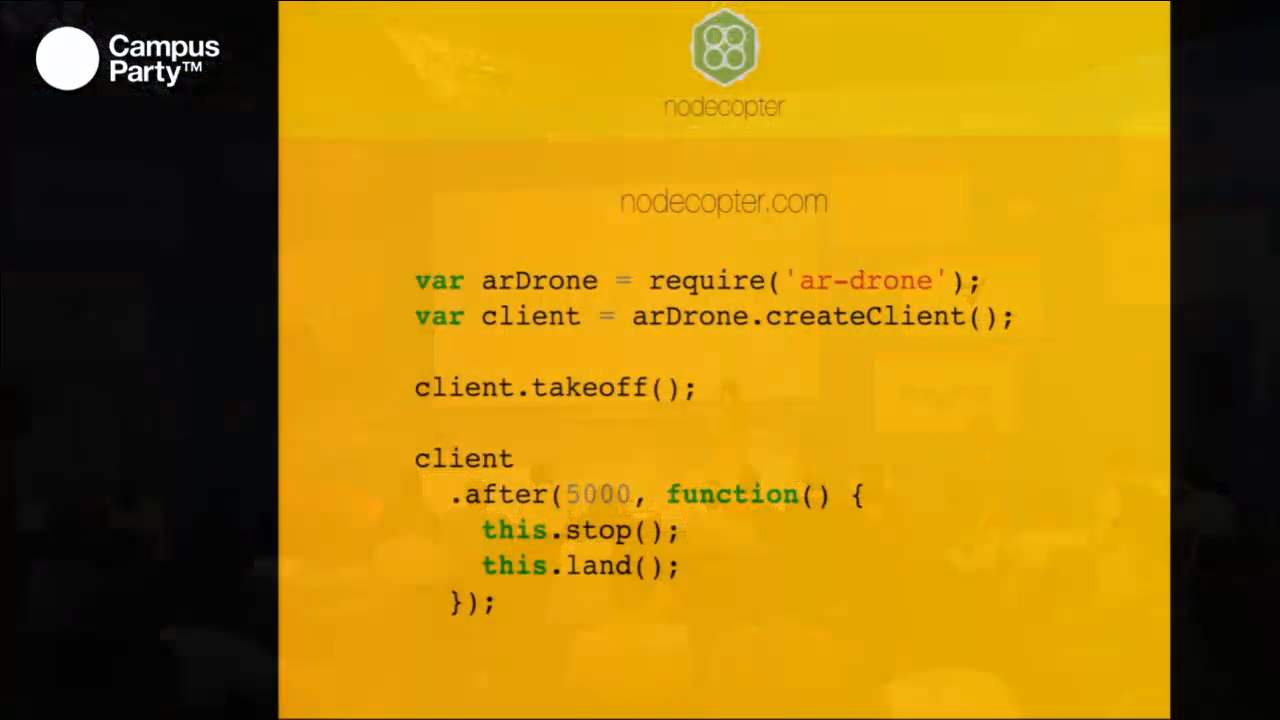 Campus
Party™
nodecopter
nodecopter.com
var arDrone = require('ar-drone');
var client = arDrone.createClient();
client.takeoff();
client
.after(5000, function() {
this.stop();
this.land();
});